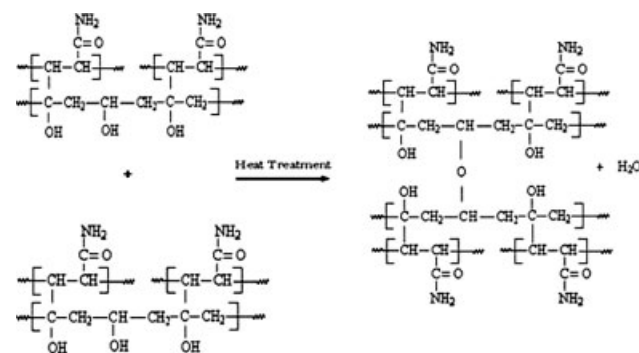 NH₂ NH₂
C=O C=O
[CH—CH] [CH—CH]
[C—CH₂—CH—CH₂—C—CH₂]
OH OH OH
+
NH₂ NH₂
C=O C=O
[CH—CH] [CH—CH]
[C—CH₂—CH—CH₂—C—CH₂]
OH OH OH
Heat Treatment
NH₂ NH₂
C=O C=O
[CH—CH] [CH—CH]
[C—CH₂—CH—CH₂—C—CH₂]
OH OH
O
+ H₂O
OH OH
[C—CH₂—CH—CH₂—C—CH₂]
[CH—CH] [CH—CH]
C=O C=O
NH₂ NH₂